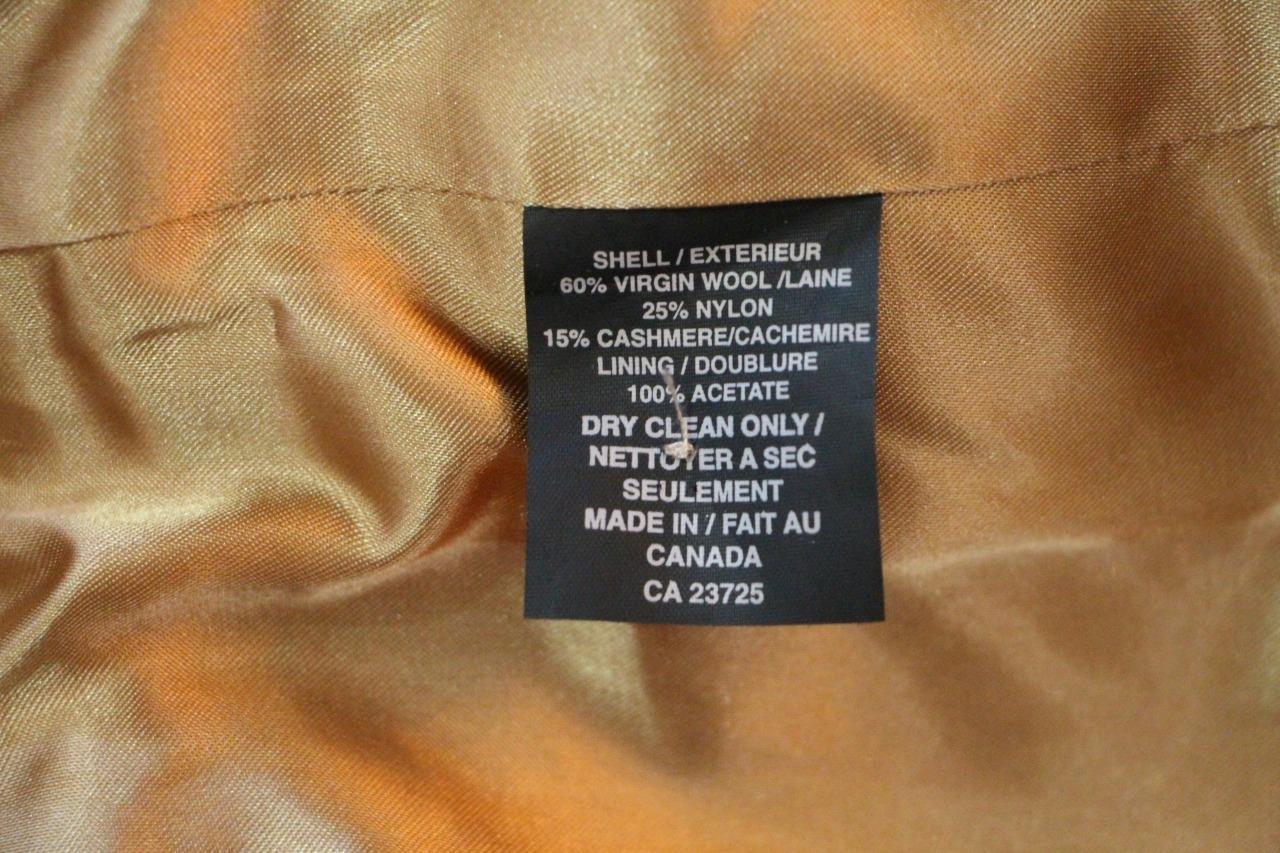 SHELL / EXTERIEUR
60% VIRGIN WOOL /LAINE
25% NYLON
15% CASHMERE/CACHEMIRE
LINING / DOUBLURE
100% ACETATE
DRY CLEAN ONLY /
NETTOYER A SEC
SEULEMENT
MADE IN / FAIT AU
CANADA
CA 23725